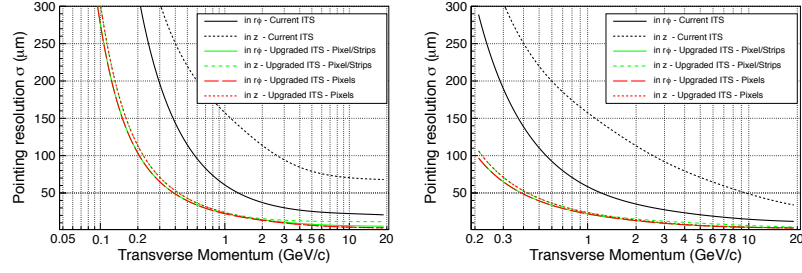 Pointing resolution σ (μm)
300
250
200
150
100
50
in rφ - Current ITS
in z - Current ITS
in rφ - Upgraded ITS - Pixel/Strips
in z - Upgraded ITS - Pixel/Strips
in rφ - Upgraded ITS - Pixels
in z - Upgraded ITS - Pixels
0.05 0.1 0.2 1 2 3 4 5 6 10 20
Transverse Momentum (GeV/c)
Pointing resolution σ (μm)
300
250
200
150
100
50
in rφ - Current ITS
in z - Current ITS
in rφ - Upgraded ITS - Pixel/Strips
in z - Upgraded ITS - Pixel/Strips
in rφ - Upgraded ITS - Pixels
in z - Upgraded ITS - Pixels
0.2 0.3 1 2 3 4 5 6 7 8 10 20
Transverse Momentum (GeV/c)